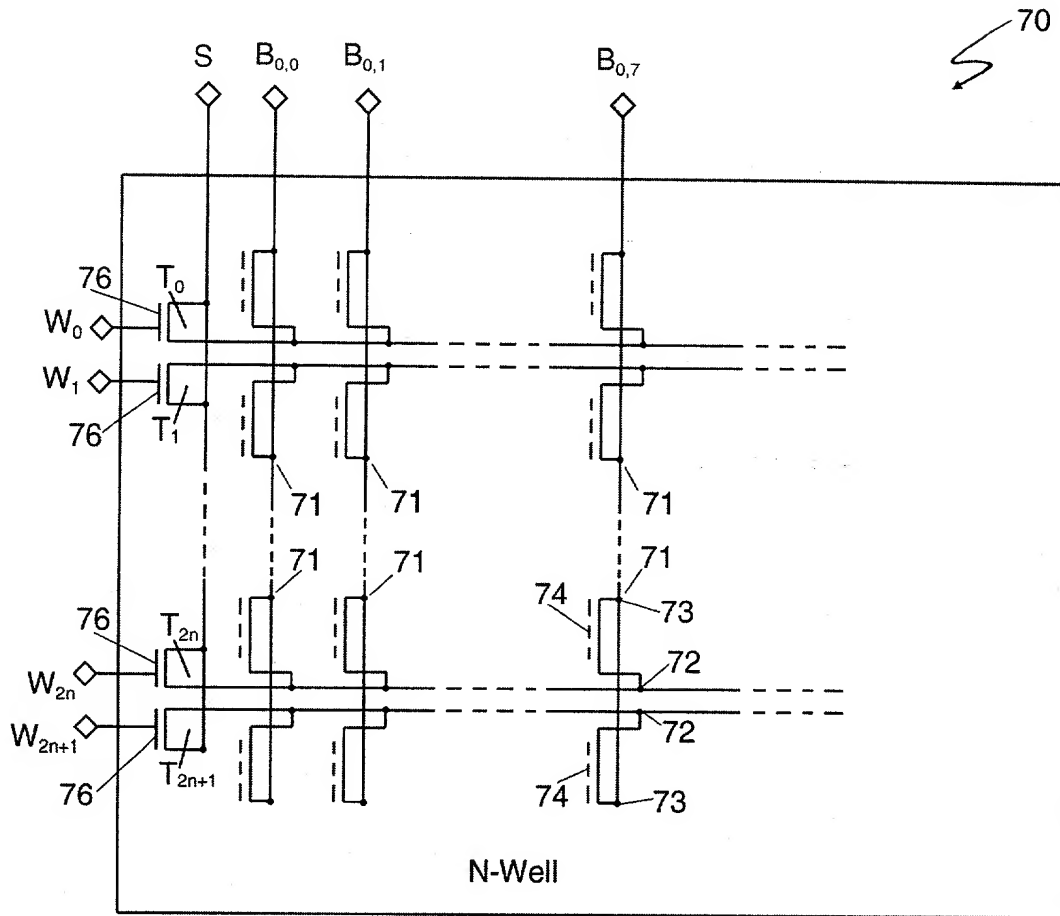 70
S B₀,₀ B₀,₁ B₀,₇
76 T₀
W₀
W₁
76 T₁
71 71 71
71 71 71
76 T₂ₙ 74 73
W₂ₙ 72
W₂ₙ₊₁ 72
76 T₂ₙ₊₁ 74 73
N-Well